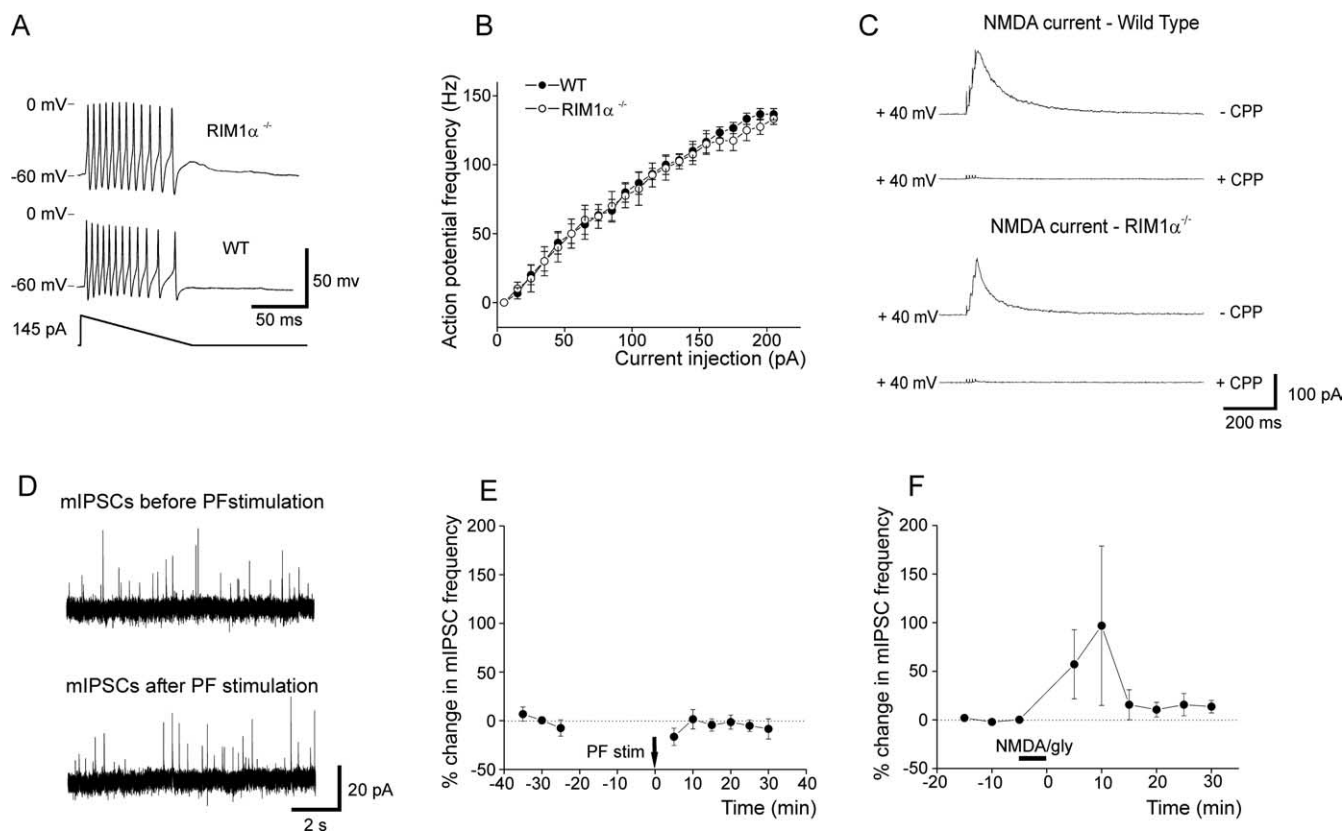 A
0 mV
RIM1α -/-
-60 mV
0 mV
WT
-60 mV
50 mv
50 ms
145 pA
B
Action potential frequency (Hz)
150
100
50
0
WT
RIM1α -/-
0 50 100 150 200
Current injection (pA)
C
NMDA current - Wild Type
+ 40 mV - CPP
+ 40 mV + CPP
NMDA current - RIM1α-/-
+ 40 mV - CPP
+ 40 mV + CPP
100 pA
200 ms
D
mIPSCs before PFstimulation
mIPSCs after PF stimulation
20 pA
2 s
E
% change in mIPSC frequency
200
150
100
50
0
-50
PF stim
-40 -30 -20 -10 0 10 20 30
Time (min)
F
% change in mIPSC frequency
200
150
100
50
0
-50
NMDA/gly
-20 -10 0 10 20 30
Time (min)